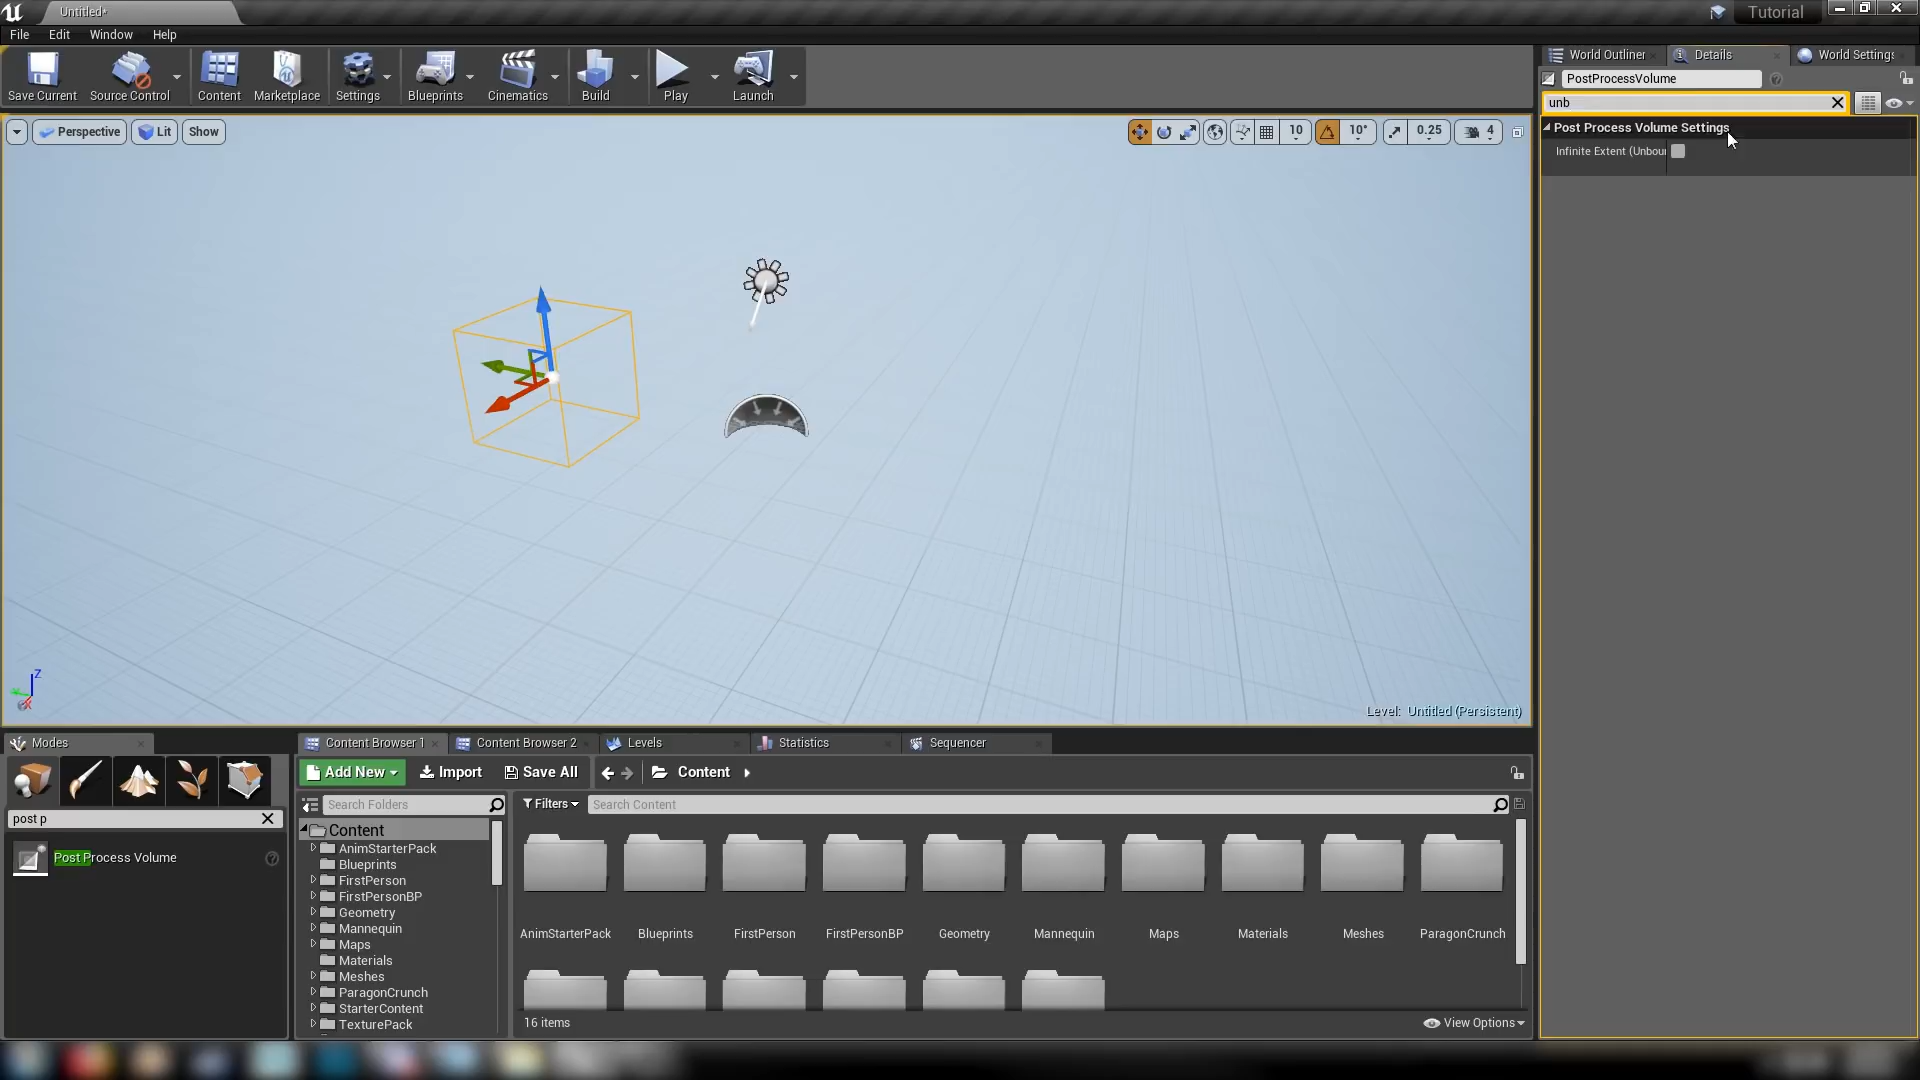 Untitled*
Tutorial
File Edit Window Help
Save Current
Source Control
Content
Marketplace
Settings
Blueprints
Cinematics
Build
Play
Launch
World Outliner
Details
World Settings
PostProcessVolume
unb
Post Process Volume Settings
Infinite Extent (Unbour
Perspective
Lit
Show
10
10°
0.25
4
Z
Level: Untitled (Persistent)
Modes
post p
Post Process Volume
Content Browser 1
Content Browser 2
Levels
Statistics
Sequencer
Add New
Import
Save All
Content
Search Folders
Filters
Search Content
Content
AnimStarterPack
Blueprints
FirstPerson
FirstPersonBP
Geometry
Mannequin
Maps
Materials
Meshes
ParagonCrunch
StarterContent
TexturePack
AnimStarterPack
Blueprints
FirstPerson
FirstPersonBP
Geometry
Mannequin
Maps
Materials
Meshes
ParagonCrunch
16 items
View Options